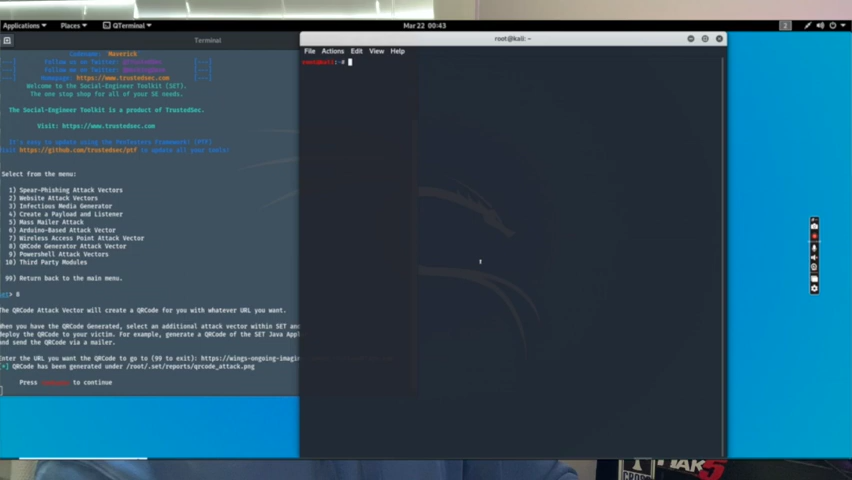 Applications Places QTerminal
Mar 22 00:43
2
Terminal
Codename: Maverick
Follow me on Twitter:
Homepage: https://www.trustedsec.com
Welcome to the Social-Engineer Toolkit (SET).
The one stop shop for all of your SE needs.
The Social-Engineer Toolkit is a product of TrustedSec.
Visit: https://www.trustedsec.com
It's easy to update using the PenTesters Framework! (PTF)
Visit https://github.com/trustedsec/ptf to update all your tools!
Select from the menu:
1) Spear-Phishing Attack Vectors
2) Website Attack Vectors
3) Infectious Media Generator
4) Create a Payload and Listener
5) Mass Mailer Attack
6) Arduino-Based Attack Vector
7) Wireless Access Point Attack Vector
8) QRCode Generator Attack Vector
9) Powershell Attack Vectors
10) Third Party Modules
99) Return back to the main menu.
set> 8
The QRCode Attack Vector will create a QRCode for you with whatever URL you want.
When you have the QRCode Generated, select an additional attack vector within SET and
deploy the QRCode to your victim. For example, generate a QRCode of the SET Java Appl
and send the QRCode via a mailer.
Enter the URL you want the QRCode to go to (99 to exit): https://wings-ongoing-imagin
[*] QRCode has been generated under /root/.set/reports/qrcode_attack.png
Press to continue
root@kali: ~
File Actions Edit View Help
root@kali:~#